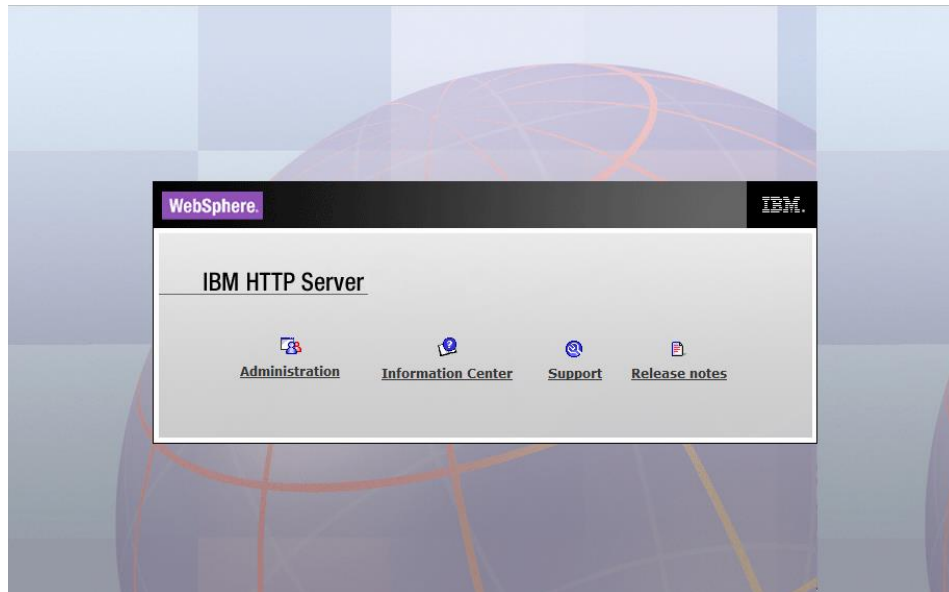 WebSphere. IBM.
IBM HTTP Server
Administration Information Center Support Release notes